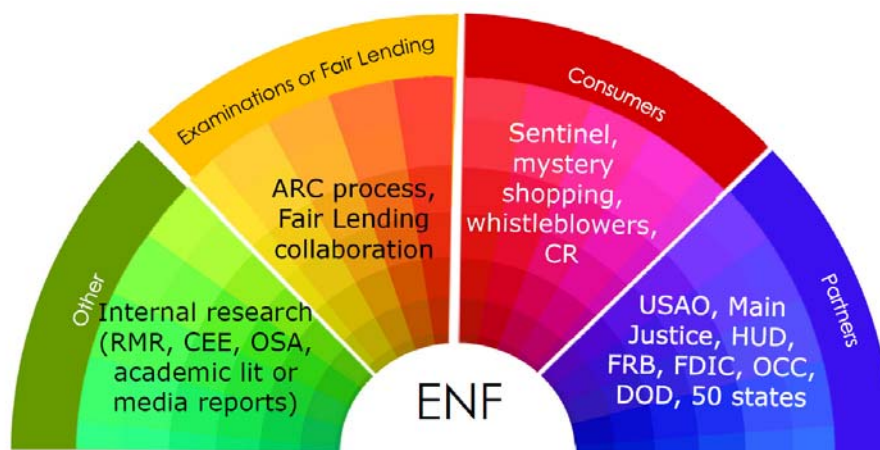 Other
Internal research
(RMR, CEE, OSA,
academic lit or
media reports)
Examinations or Fair Lending
ARC process,
Fair Lending
collaboration
Consumers
Sentinel,
mystery
shopping,
whistleblowers,
CR
Partners
USAO, Main
Justice, HUD,
FRB, FDIC, OCC,
DOD, 50 states
ENF